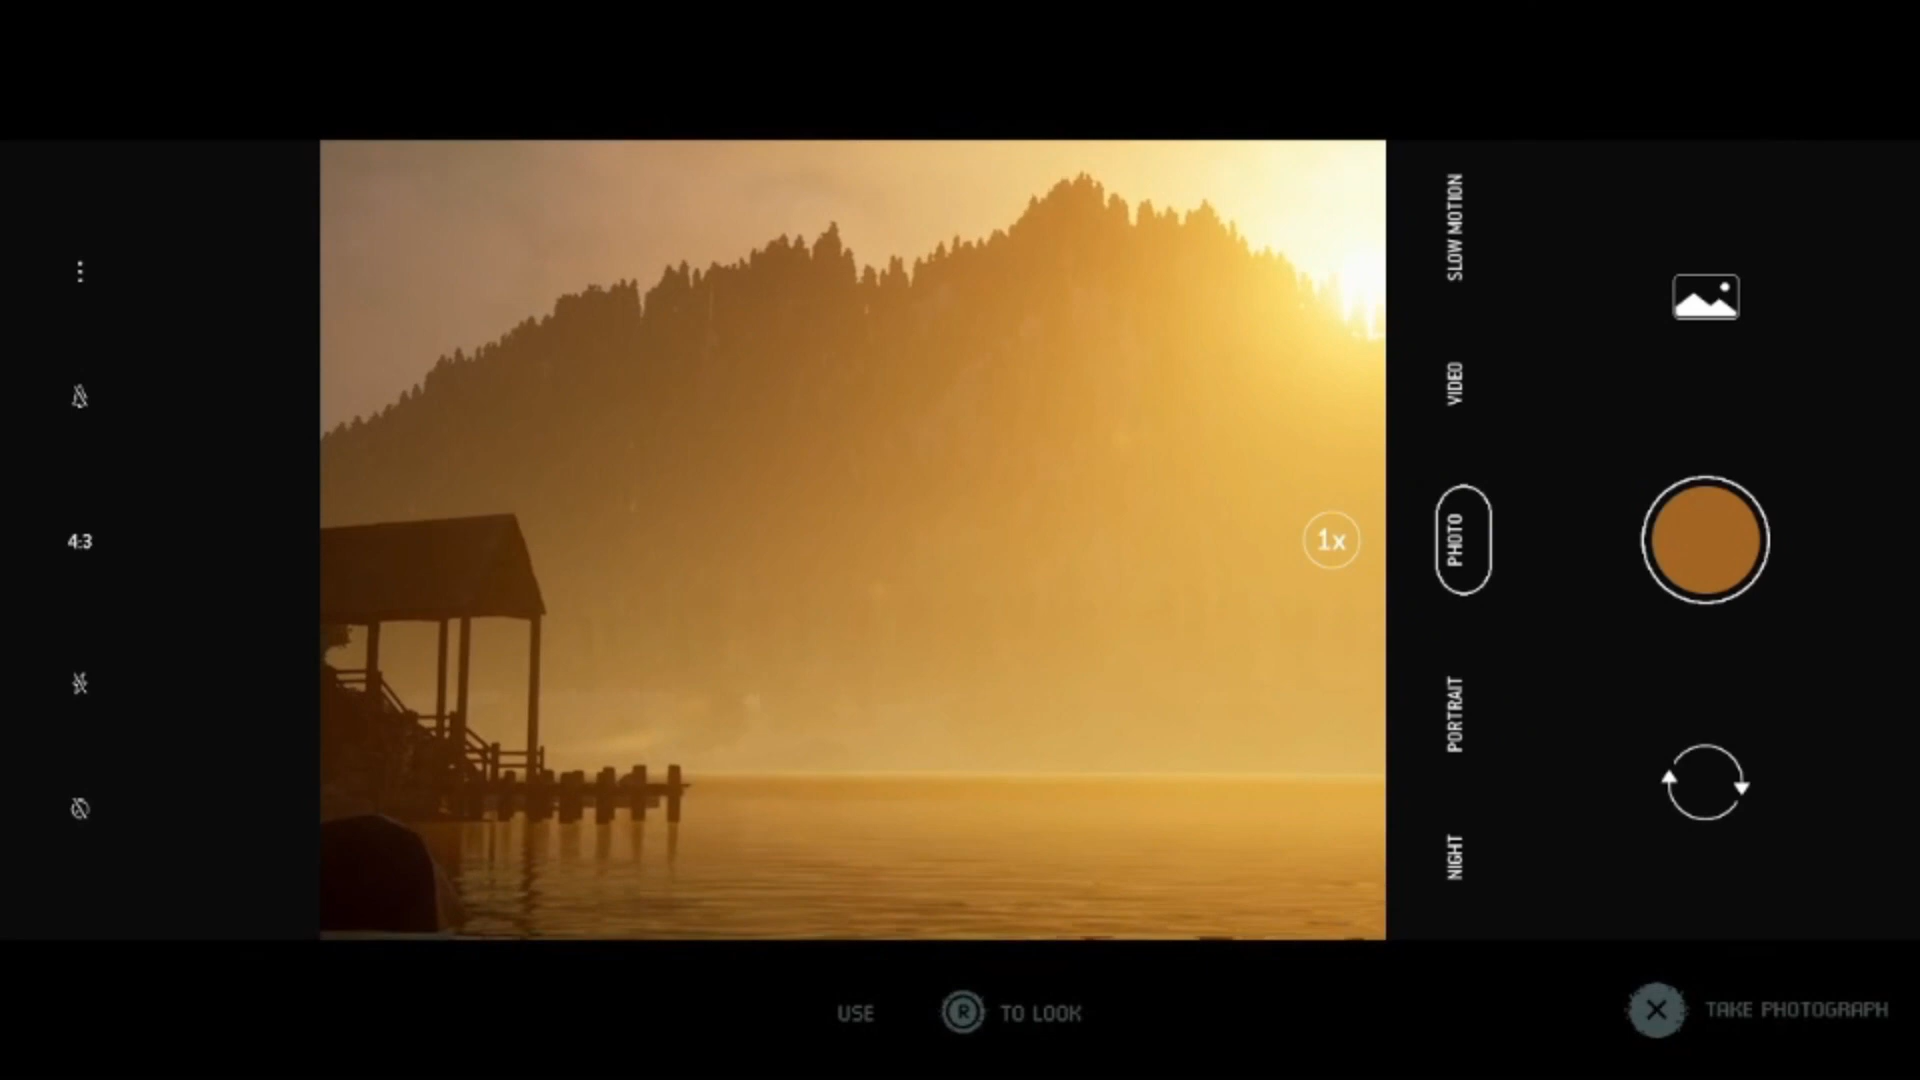 4:3
1x
SLOW MOTION
VIDEO
PHOTO
PORTRAIT
NIGHT
USE R TO LOOK
TAKE PHOTOGRAPH